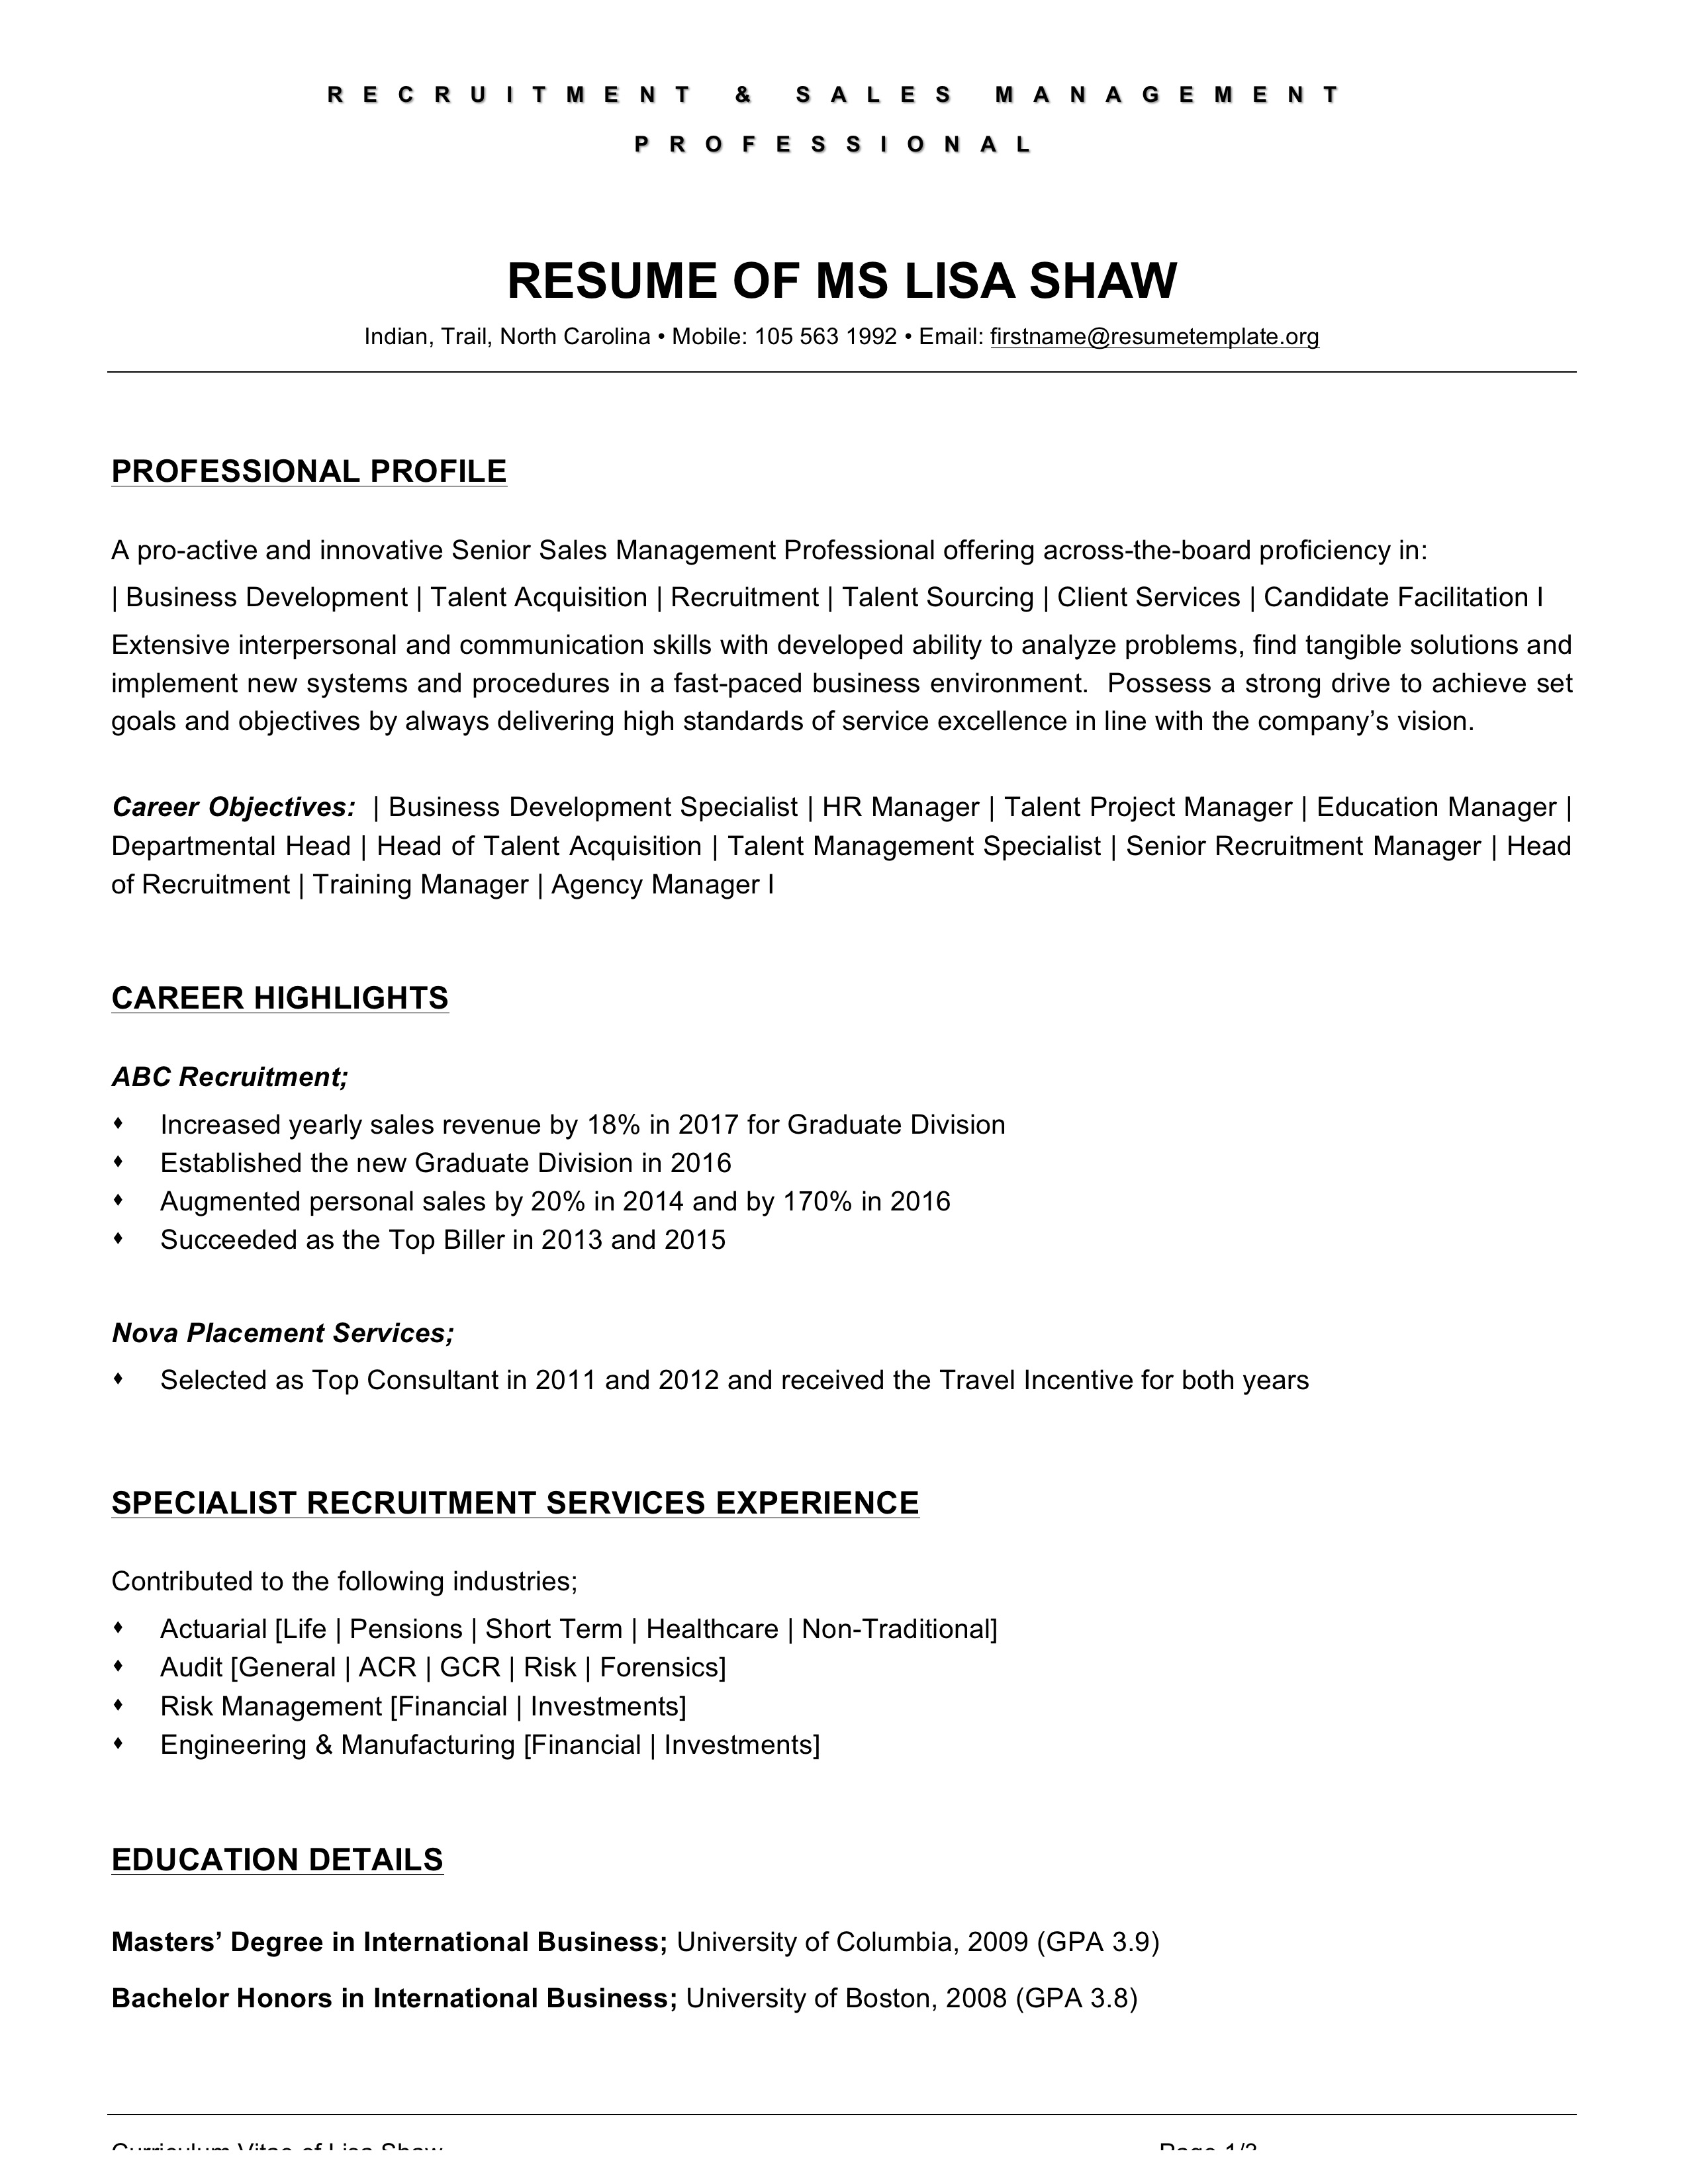 RECRUITMENT & SALES MANAGEMENT
PROFESSIONAL
RESUME OF MS LISA SHAW
Indian, Trail, North Carolina • Mobile: 105 563 1992 • Email: firstname@resumetemplate.org
PROFESSIONAL PROFILE
A pro-active and innovative Senior Sales Management Professional offering across-the-board proficiency in:
| Business Development | Talent Acquisition | Recruitment | Talent Sourcing | Client Services | Candidate Facilitation I
Extensive interpersonal and communication skills with developed ability to analyze problems, find tangible solutions and
implement new systems and procedures in a fast-paced business environment.  Possess a strong drive to achieve set
goals and objectives by always delivering high standards of service excellence in line with the company’s vision.
Career Objectives:  | Business Development Specialist | HR Manager | Talent Project Manager | Education Manager |
Departmental Head | Head of Talent Acquisition | Talent Management Specialist | Senior Recruitment Manager | Head
of Recruitment | Training Manager | Agency Manager I
CAREER HIGHLIGHTS
ABC Recruitment;
♦ Increased yearly sales revenue by 18% in 2017 for Graduate Division
♦ Established the new Graduate Division in 2016
♦ Augmented personal sales by 20% in 2014 and by 170% in 2016
♦ Succeeded as the Top Biller in 2013 and 2015
Nova Placement Services;
♦ Selected as Top Consultant in 2011 and 2012 and received the Travel Incentive for both years
SPECIALIST RECRUITMENT SERVICES EXPERIENCE
Contributed to the following industries;
♦ Actuarial [Life | Pensions | Short Term | Healthcare | Non-Traditional]
♦ Audit [General | ACR | GCR | Risk | Forensics]
♦ Risk Management [Financial | Investments]
♦ Engineering & Manufacturing [Financial | Investments]
EDUCATION DETAILS
Masters’ Degree in International Business; University of Columbia, 2009 (GPA 3.9)
Bachelor Honors in International Business; University of Boston, 2008 (GPA 3.8)
Curriculum Vitae of Lisa Shaw Page